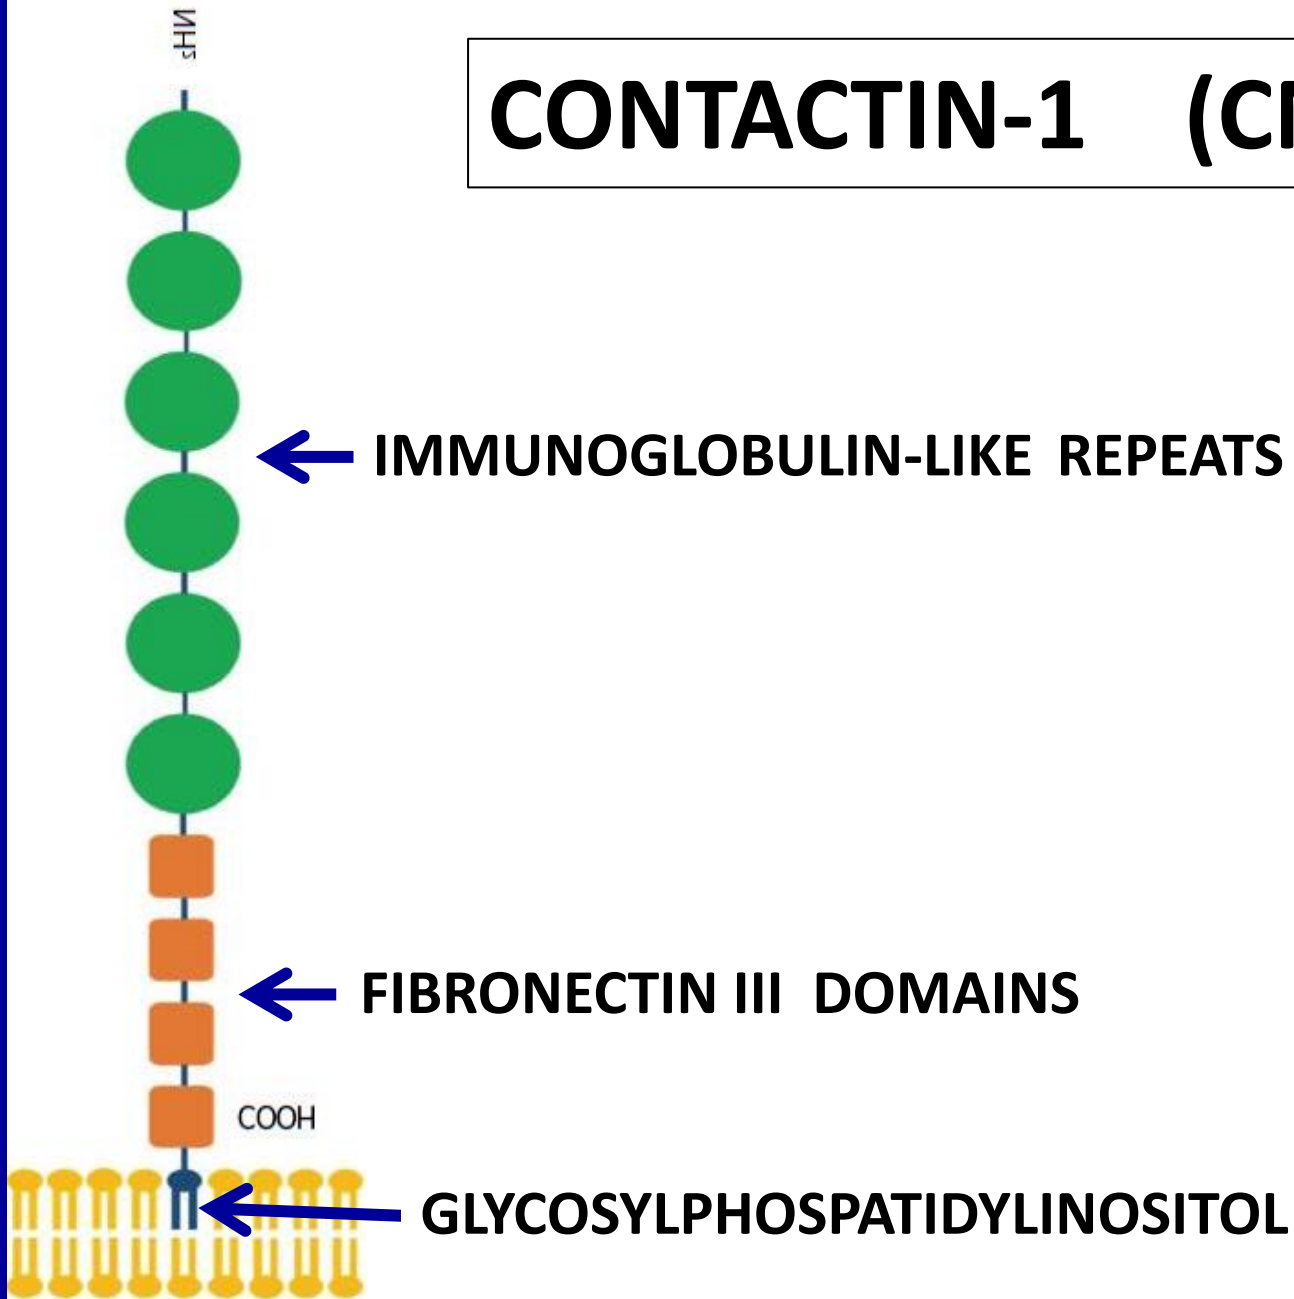 NH₂
CONTACTIN-1 (C
IMMUNOGLOBULIN-LIKE REPEATS
FIBRONECTIN III DOMAINS
COOH
GLYCOSYLPHOSPATIDYLINOSITOL